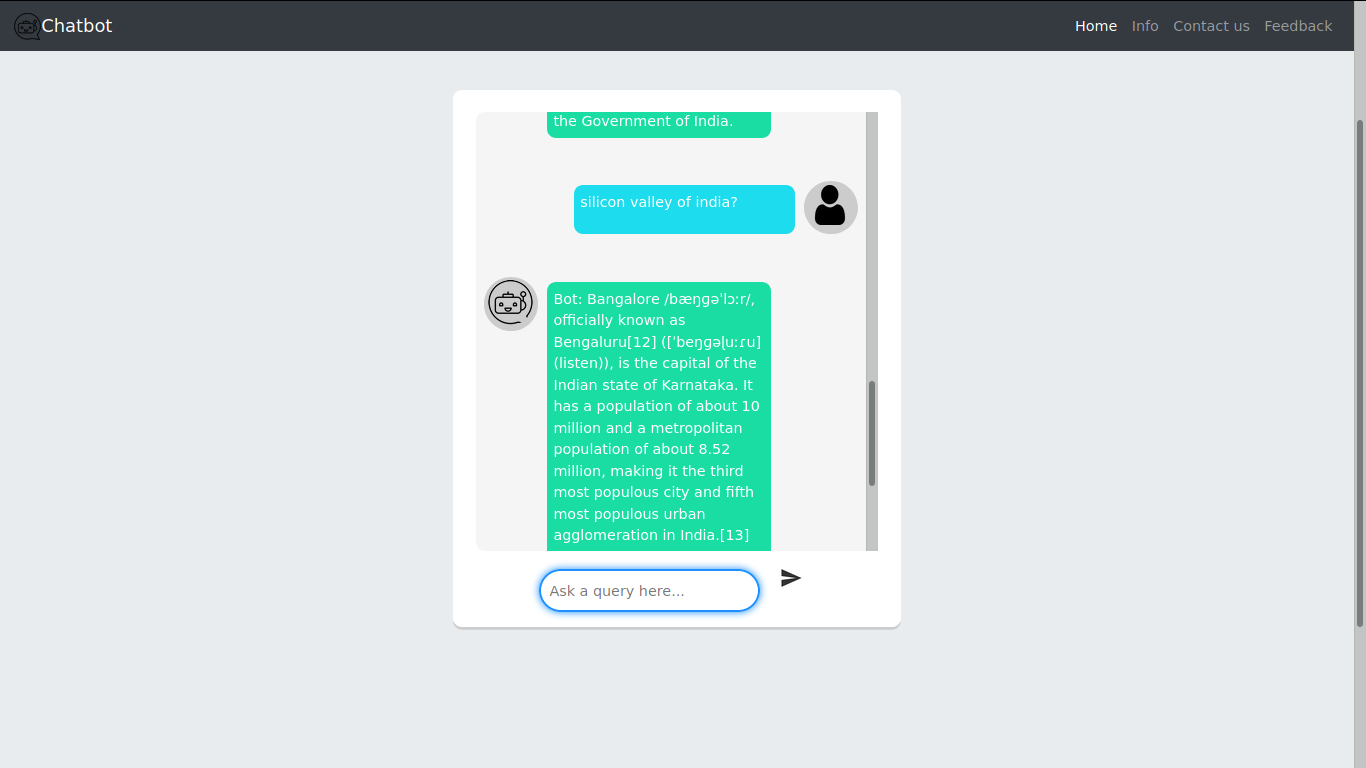 Chatbot
Home Info Contact us Feedback
the Government of India.
silicon valley of india?
Bot: Bangalore /bæŋɡəˈlɔːr/,
officially known as
Bengaluru[12] ([ˈbeŋɡəɭuːɾu]
(listen)), is the capital of the
Indian state of Karnataka. It
has a population of about 10
million and a metropolitan
population of about 8.52
million, making it the third
most populous city and fifth
most populous urban
agglomeration in India.[13]
Ask a query here...